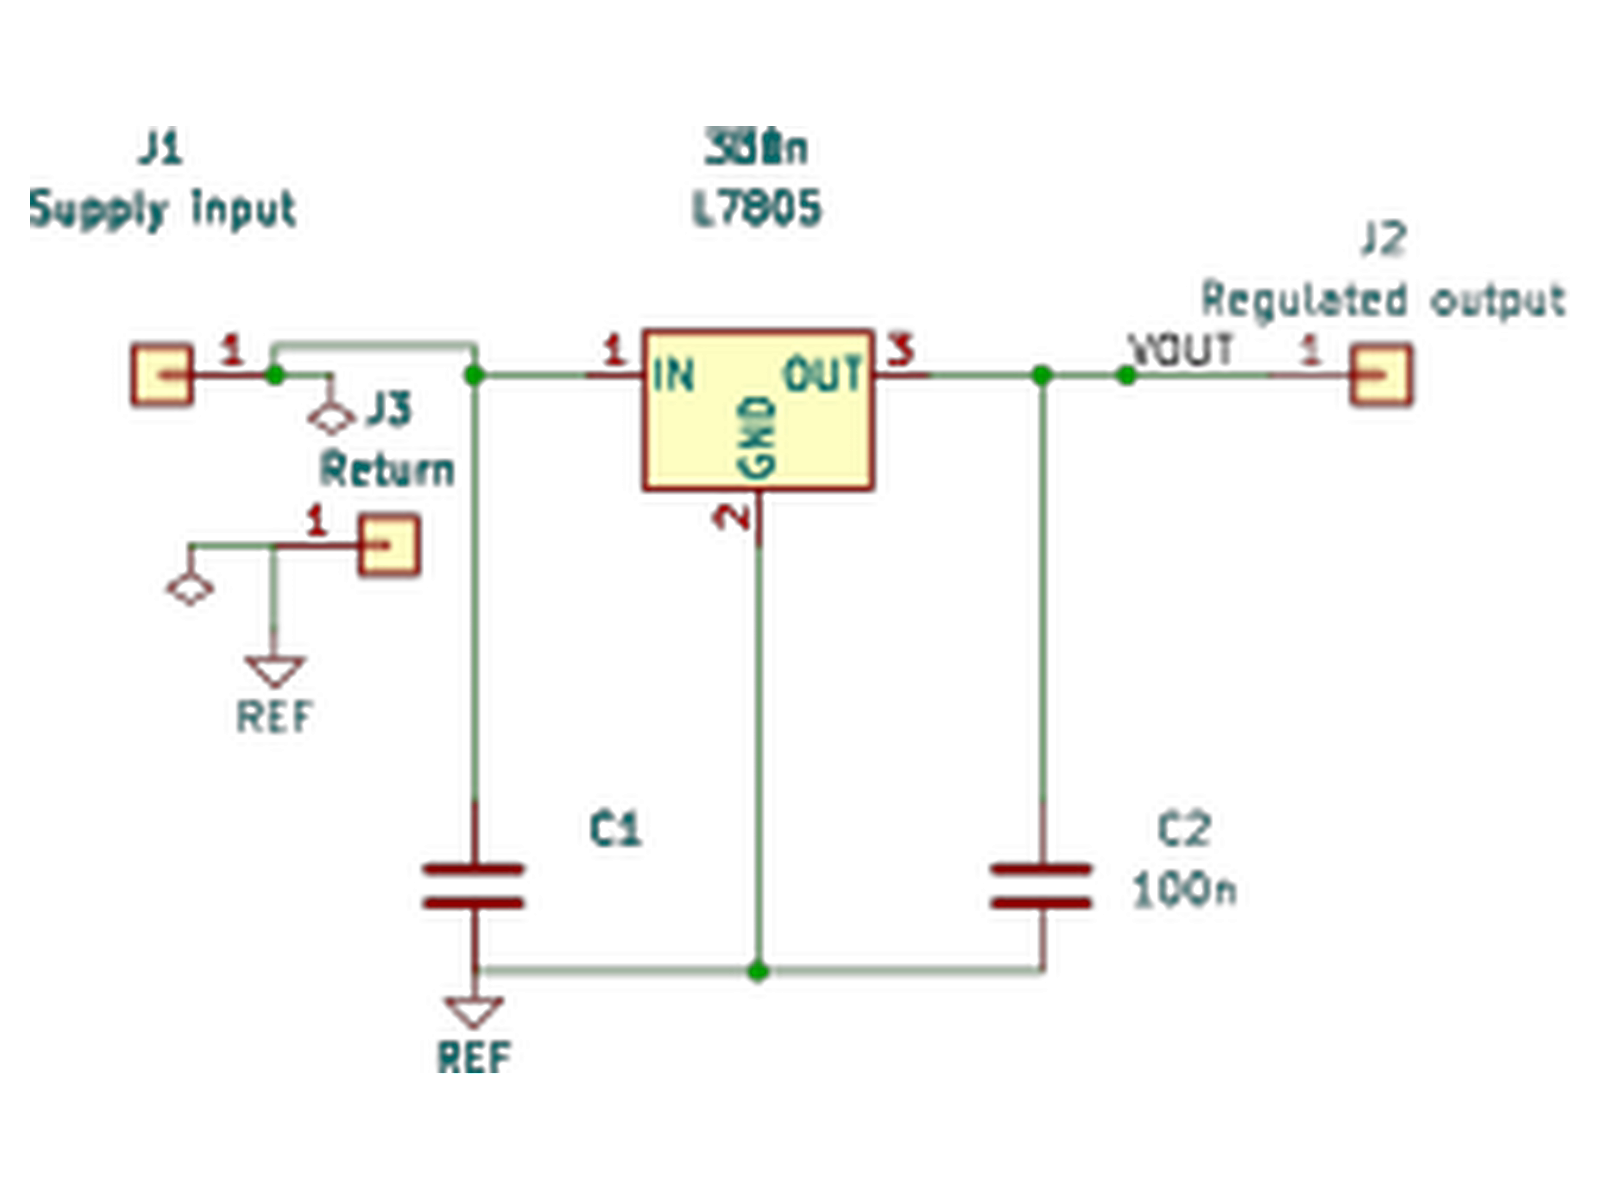 J1
Supply input
L7805
J2
Regulated output
1
1
IN
OUT
3
VOUT
1
GND
2
J3
Return
1
REF
C1
C2
100n
REF